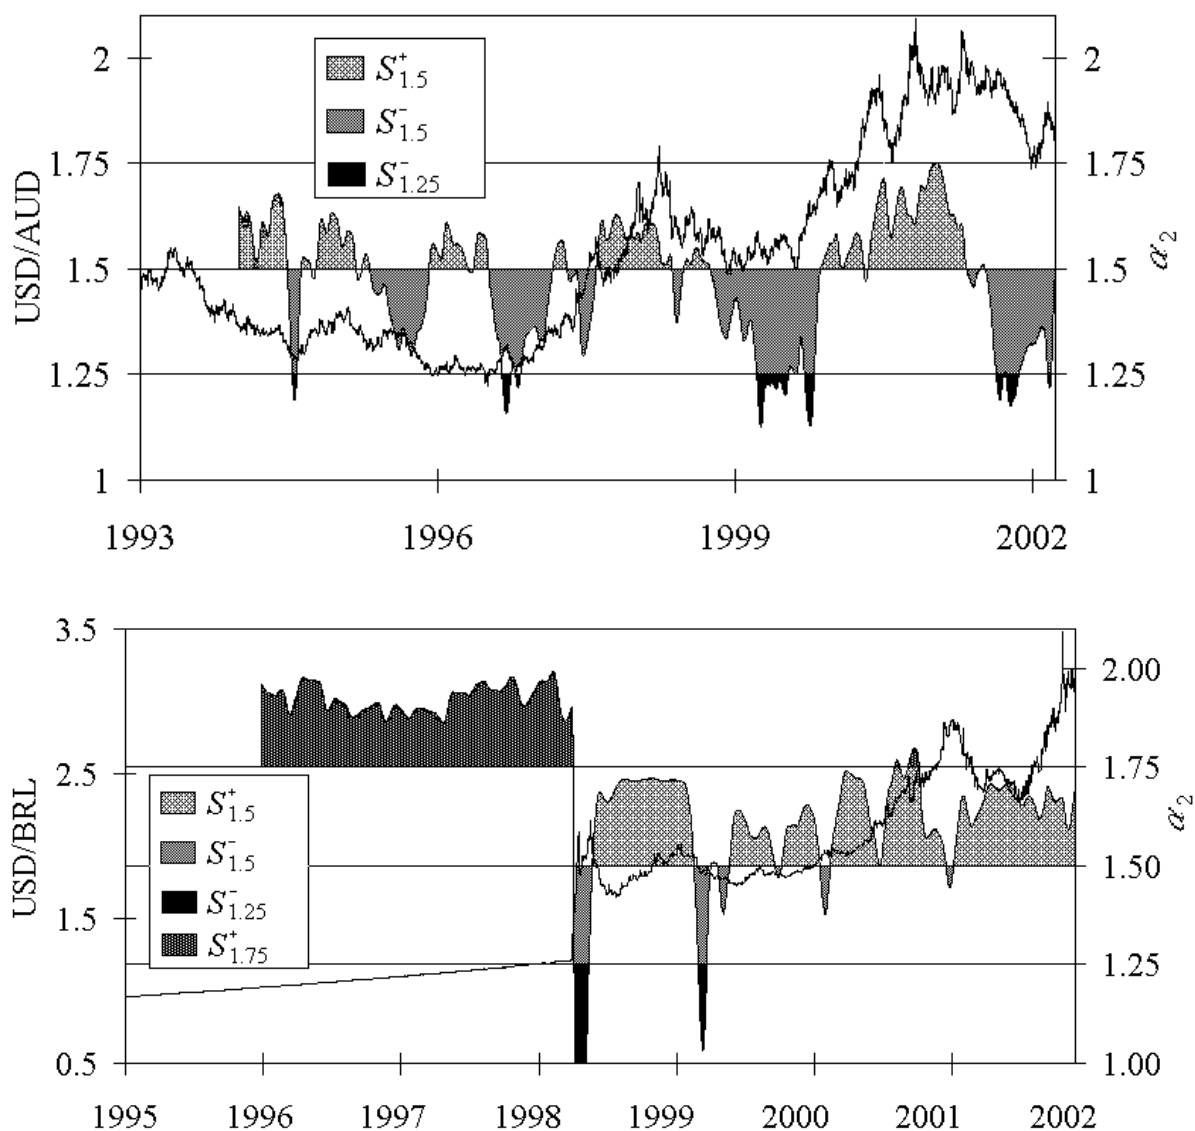 S⁺₁.₅
S⁻₁.₅
S⁻₁.₂₅
USD/AUD
2
1.75
1.5
1.25
1
2
1.75
1.5
1.25
1
α₂
1993 1996 1999 2002
3.5
2.5
1.5
0.5
USD/BRL
S⁺₁.₅
S⁻₁.₅
S⁻₁.₂₅
S⁺₁.₇₅
2.00
1.75
1.50
1.25
1.00
α₂
1995 1996 1997 1998 1999 2000 2001 2002